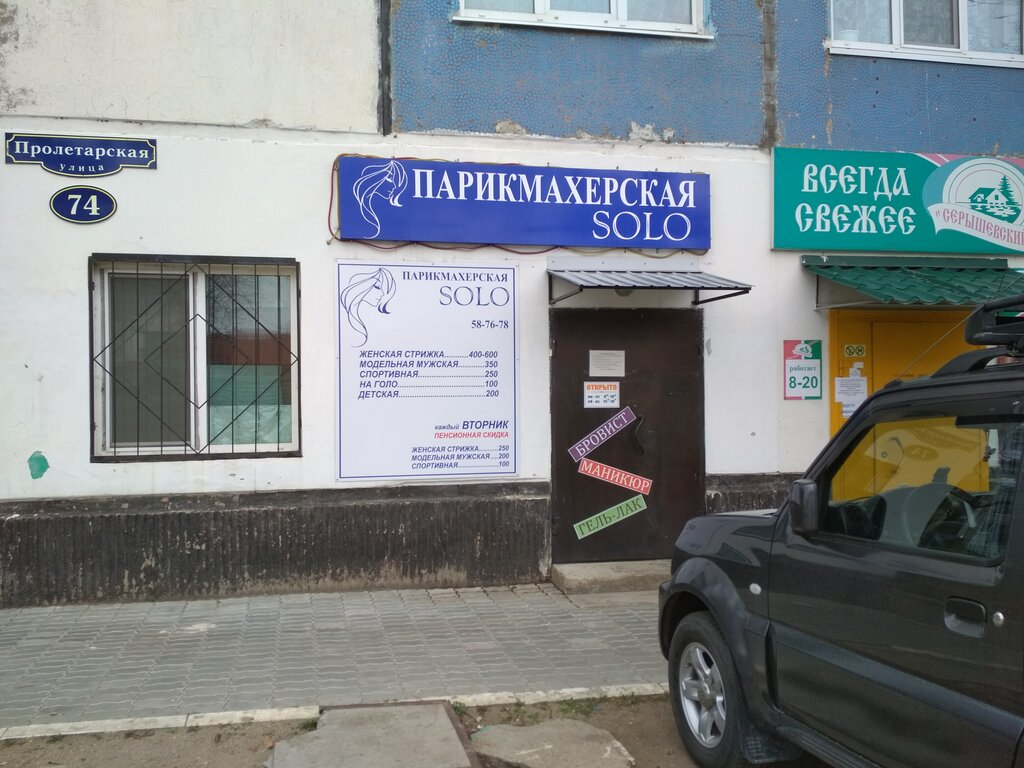 Пролетарская
улица
74
ПАРИКМАХЕРСКАЯ
SOLO
ПАРИКМАХЕРСКАЯ
SOLO
58-76-78
ЖЕНСКАЯ СТРИЖКА...........400-600
МОДЕЛЬНАЯ МУЖСКАЯ...........350
СПОРТИВНАЯ...........250
НА ГОЛО...........100
ДЕТСКАЯ...........200
каждый ВТОРНИК
ПЕНСИОННАЯ СКИДКА
ЖЕНСКАЯ СТРИЖКА...........250
МОДЕЛЬНАЯ МУЖСКАЯ...200
СПОРТИВНАЯ...........100
ОТКРЫТО
БРОВИСТ
МАНИКЮР
ГЕЛЬ-ЛАК
ВСЕГДА
СВЕЖЕЕ
"СЕРЫШЕВСКИЙ
работает
8-20